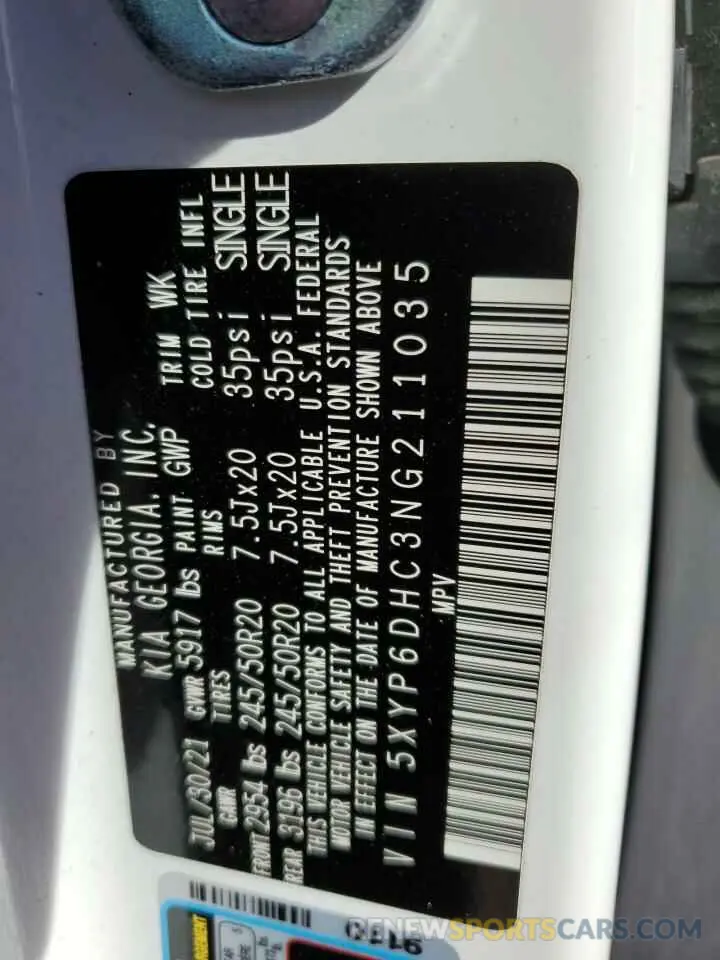 MANUFACTURED BY
KIA GEORGIA, INC.
JUL/30/21 GVWR 5917 lbs PAINT GWP TRIM WK
GAWR TIRES RIMS COLD TIRE INFL
FRONT 2954 lbs 245/50R20 7.5Jx20 35psi SINGLE
REAR 3196 lbs 245/50R20 7.5Jx20 35psi SINGLE
THIS VEHICLE CONFORMS TO ALL APPLICABLE U.S.A. FEDERAL
MOTOR VEHICLE SAFETY AND THEFT PREVENTION STANDARDS
IN EFFECT ON THE DATE OF MANUFACTURE SHOWN ABOVE
VIN 5XYP6DHC3NG211035
MPV
RENEWSPORTSCARS.COM